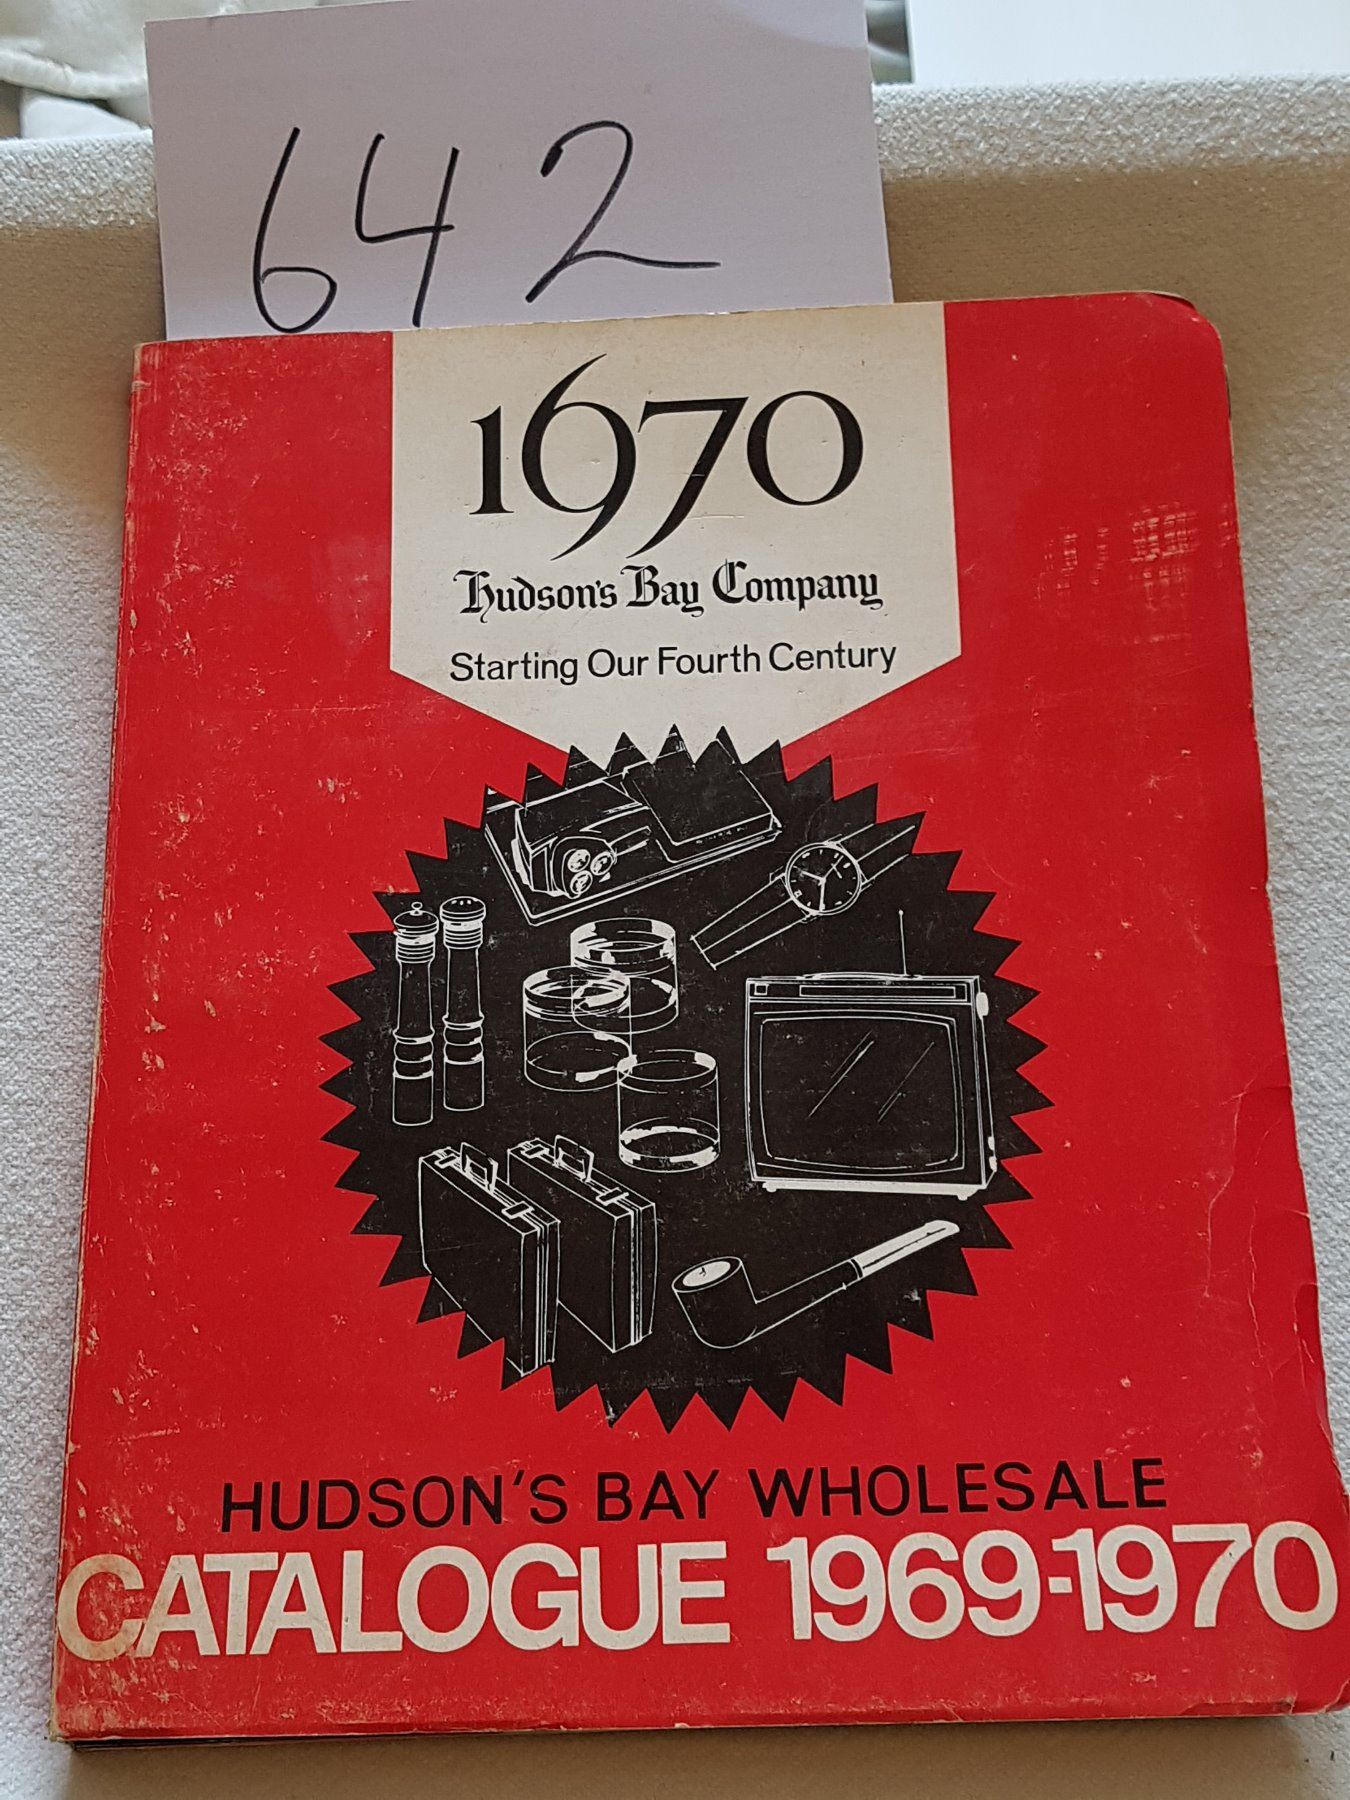 642
1670
Hudson's Bay Company
Starting Our Fourth Century
HUDSON'S BAY WHOLESALE
CATALOGUE 1969-1970